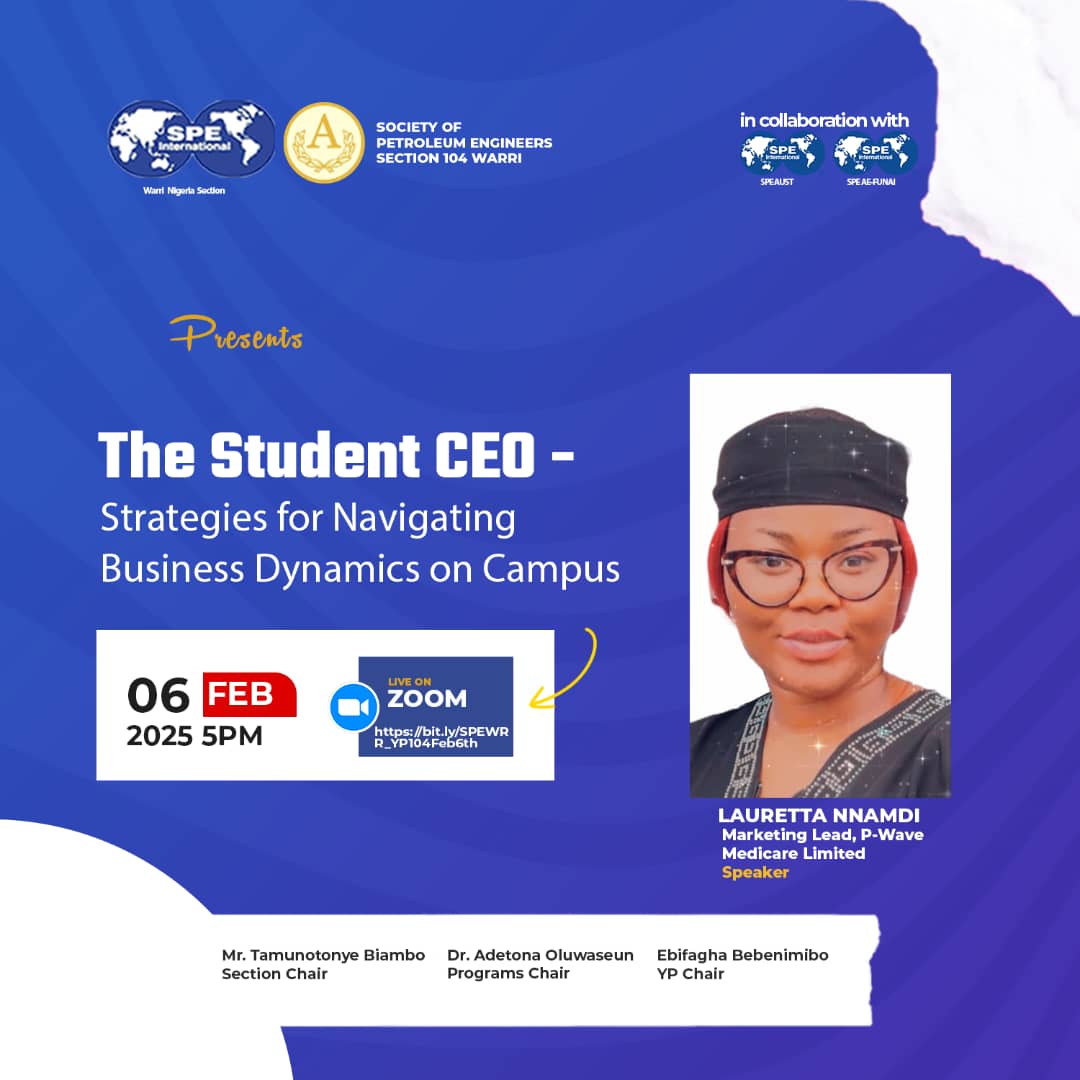 SPE
International
Warri Nigeria Section
A
SOCIETY OF
PETROLEUM ENGINEERS
SECTION 104 WARRI
in collaboration with
SPE
International
SPEAUST
SPE
International
SPE AE-FUNAI
Presents
The Student CEO -
Strategies for Navigating
Business Dynamics on Campus
06 FEB
2025 5PM
LIVE ON
ZOOM
https://bit.ly/SPEWR
R_YP104Feb6th
LAURETTA NNAMDI
Marketing Lead, P-Wave
Medicare Limited
Speaker
Mr. Tamunotonye Biambo
Section Chair
Dr. Adetona Oluwaseun
Programs Chair
Ebifagha Bebenimibo
YP Chair